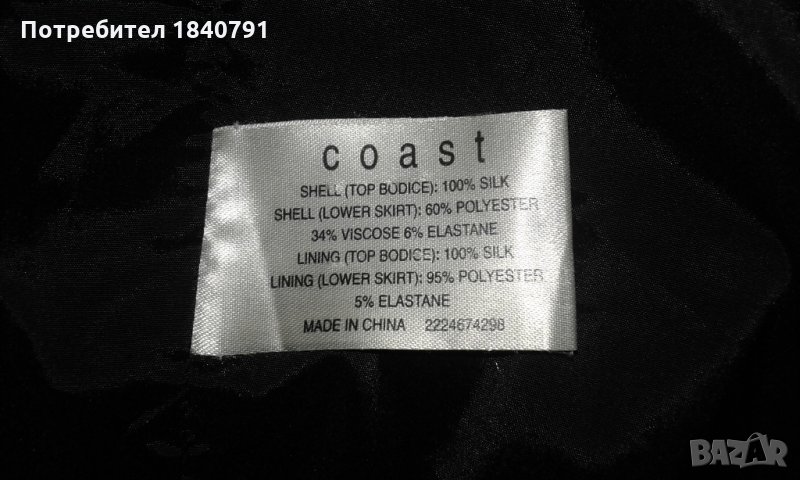 Потребител 1840791
coast
SHELL (TOP BODICE): 100% SILK
SHELL (LOWER SKIRT): 60% POLYESTER
34% VISCOSE 6% ELASTANE
LINING (TOP BODICE): 100% SILK
LINING (LOWER SKIRT): 95% POLYESTER
5% ELASTANE
MADE IN CHINA 2224674298
BAZAR